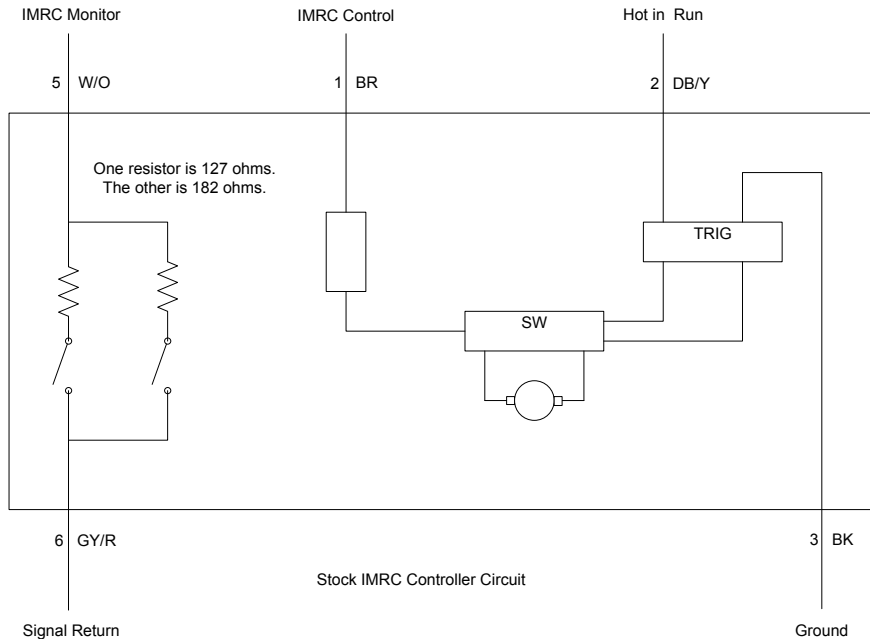 IMRC Monitor
IMRC Control
Hot in Run
5 W/O
1 BR
2 DB/Y
One resistor is 127 ohms.
The other is 182 ohms.
TRIG
SW
6 GY/R
3 BK
Stock IMRC Controller Circuit
Signal Return
Ground